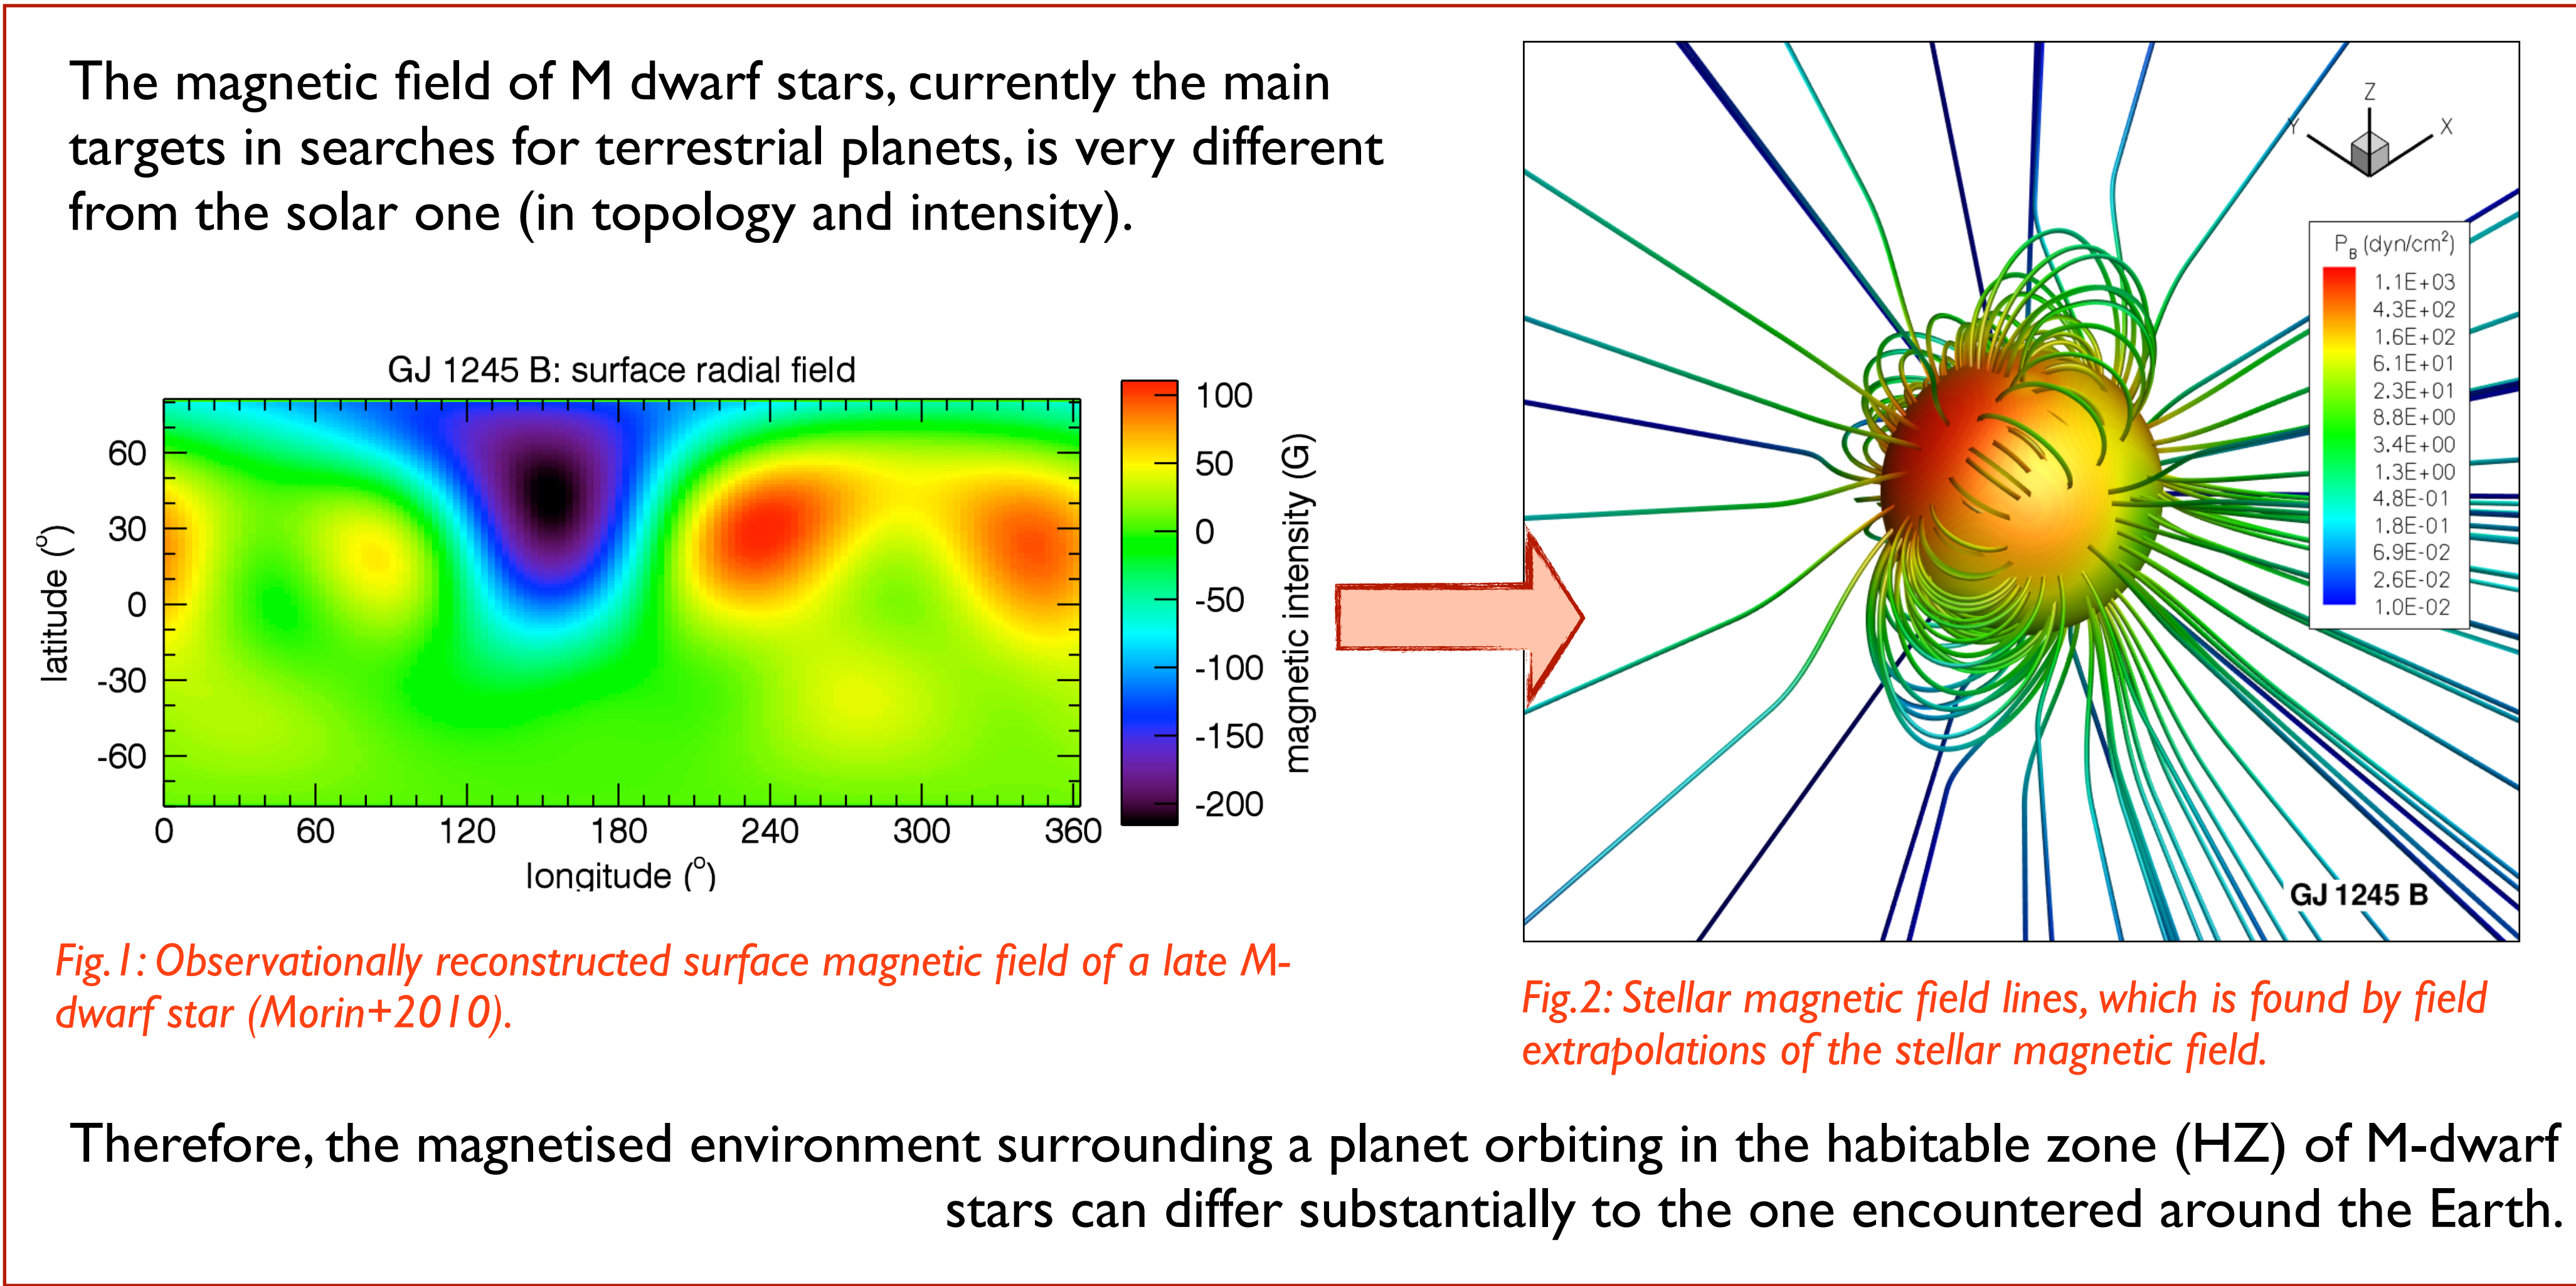 The magnetic field of M dwarf stars, currently the main
targets in searches for terrestrial planets, is very different
from the solar one (in topology and intensity).
GJ 1245 B: surface radial field
latitude (°)
60
30
0
-30
-60
0 60 120 180 240 300 360
longitude (°)
100
50
0
-50
-100
-150
-200
magnetic intensity (G)
Fig.1: Observationally reconstructed surface magnetic field of a late M-
dwarf star (Morin+2010).
Z
Y X
P_B (dyn/cm²)
1.1E+03
4.3E+02
1.6E+02
6.1E+01
2.3E+01
8.8E+00
3.4E+00
1.3E+00
4.8E-01
1.8E-01
6.9E-02
2.6E-02
1.0E-02
GJ 1245 B
Fig.2: Stellar magnetic field lines, which is found by field
extrapolations of the stellar magnetic field.
Therefore, the magnetised environment surrounding a planet orbiting in the habitable zone (HZ) of M-dwarf
stars can differ substantially to the one encountered around the Earth.